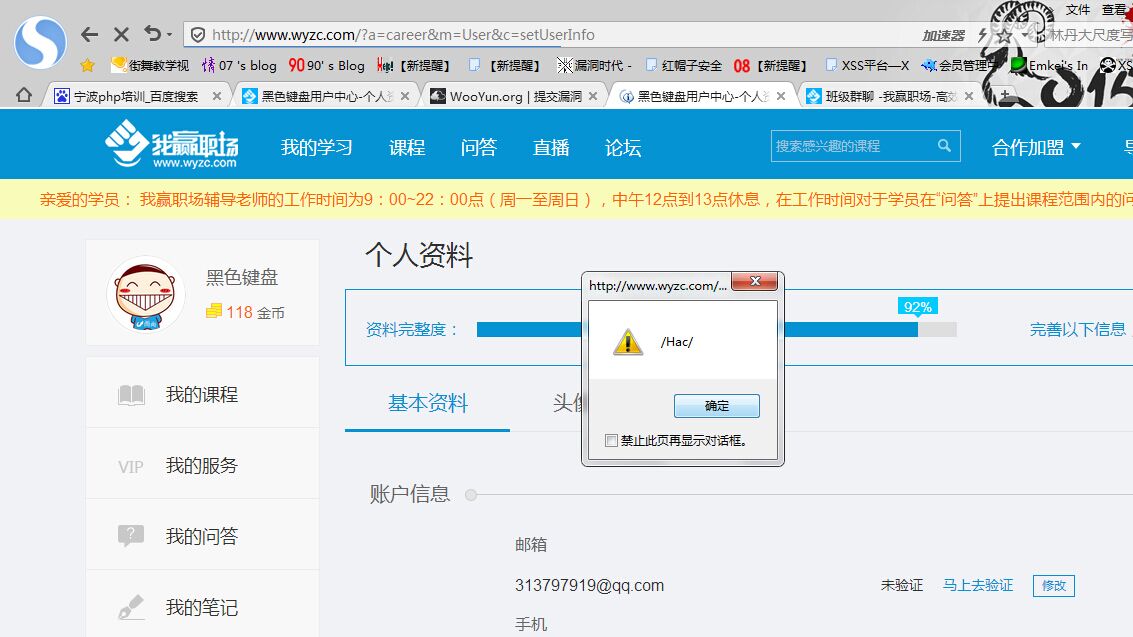 文件 查看
http://www.wyzc.com/?a=career&m=User&c=setUserInfo
加速器
林丹大尺度写
街舞教学视 07 's blog 90' s Blog 【新提醒】 【新提醒】 漏洞时代 - 红帽子安全 【新提醒】 XSS平台—X 会员管理中 Emkei's In XS
宁波php培训_百度搜索 黑色键盘用户中心-个人资 WooYun.org | 提交漏洞 黑色键盘用户中心-个人资 班级群聊 -我赢职场-高效
我赢职场
www.wyzc.com
我的学习 课程 问答 直播 论坛
搜索感兴趣的课程
合作加盟
亲爱的学员： 我赢职场辅导老师的工作时间为9：00~22：00点（周一至周日），中午12点到13点休息，在工作时间对于学员在“问答”上提出课程范围内的问
黑色键盘
118 金币
个人资料
资料完整度：
92%
完善以下信息
http://www.wyzc.com/...
/Hac/
确定
禁止此页再显示对话框。
基本资料
头像
我的课程
VIP 我的服务
我的问答
我的笔记
账户信息
邮箱
313797919@qq.com
未验证 马上去验证 修改
手机